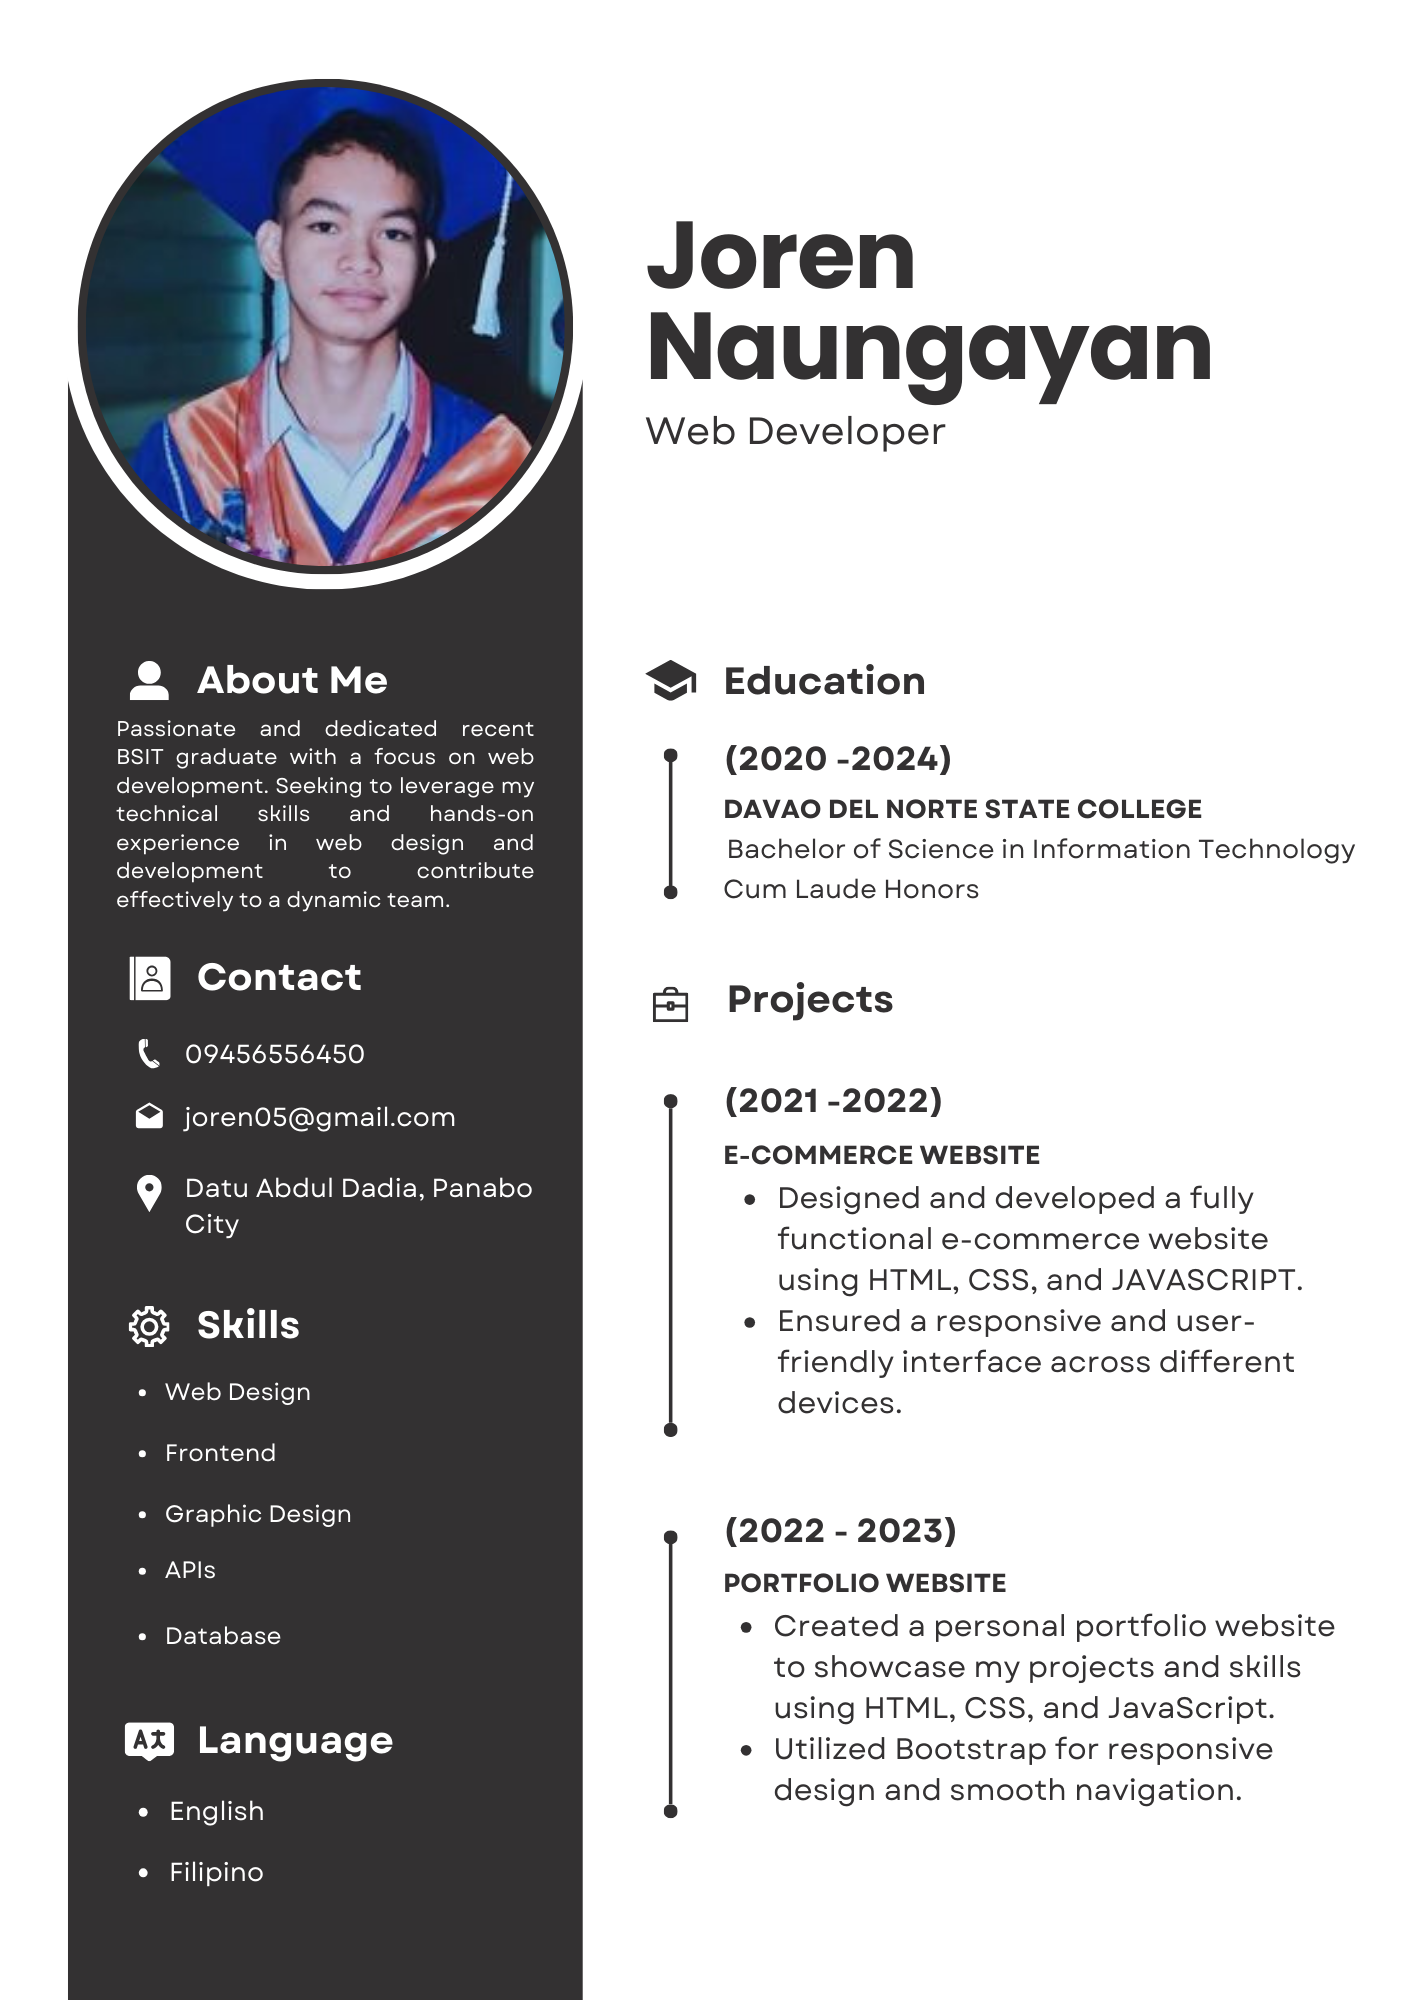 Joren
Naungayan
Web Developer
About Me
Passionate and dedicated recent
BSIT graduate with a focus on web
development. Seeking to leverage my
technical skills and hands-on
experience in web design and
development to contribute
effectively to a dynamic team.
Contact
09456556450
joren05@gmail.com
Datu Abdul Dadia, Panabo
City
Skills
• Web Design
• Frontend
• Graphic Design
• APIs
• Database
Language
• English
• Filipino
Education
(2020 -2024)
DAVAO DEL NORTE STATE COLLEGE
Bachelor of Science in Information Technology
Cum Laude Honors
Projects
(2021 -2022)
E-COMMERCE WEBSITE
• Designed and developed a fully
functional e-commerce website
using HTML, CSS, and JAVASCRIPT.
• Ensured a responsive and user-
friendly interface across different
devices.
(2022 - 2023)
PORTFOLIO WEBSITE
• Created a personal portfolio website
to showcase my projects and skills
using HTML, CSS, and JavaScript.
• Utilized Bootstrap for responsive
design and smooth navigation.